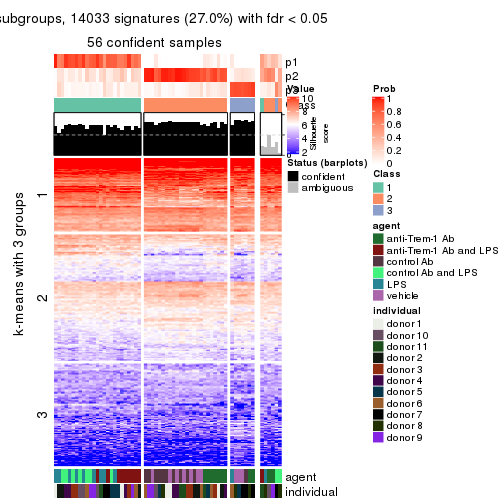 subgroups, 14033 signatures (27.0%) with fdr < 0.05
56 confident samples
p1
p2
p3
Class
Silhouette
score
k-means with 3 groups
1
2
3
agent
individual
Value
10
8
6
4
2
Status (barplots)
confident
ambiguous
Prob
1
0.8
0.6
0.4
0.2
0
Class
1
2
3
agent
anti-Trem-1 Ab
anti-Trem-1 Ab and LPS
control Ab
control Ab and LPS
LPS
vehicle
individual
donor 1
donor 10
donor 11
donor 2
donor 3
donor 4
donor 5
donor 6
donor 7
donor 8
donor 9